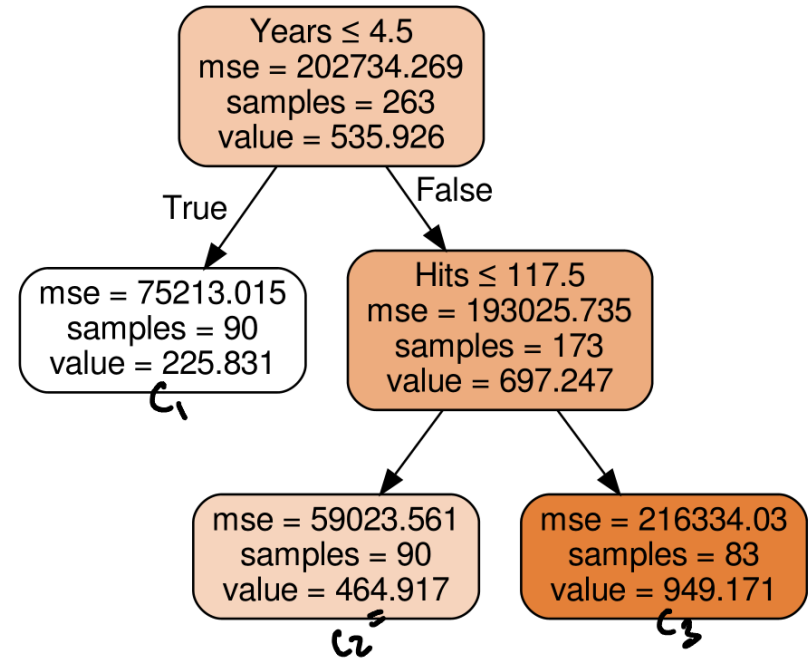 Years ≤ 4.5
mse = 202734.269
samples = 263
value = 535.926
True
False
mse = 75213.015
samples = 90
value = 225.831
C1
Hits ≤ 117.5
mse = 193025.735
samples = 173
value = 697.247
mse = 59023.561
samples = 90
value = 464.917
C2
mse = 216334.03
samples = 83
value = 949.171
C3